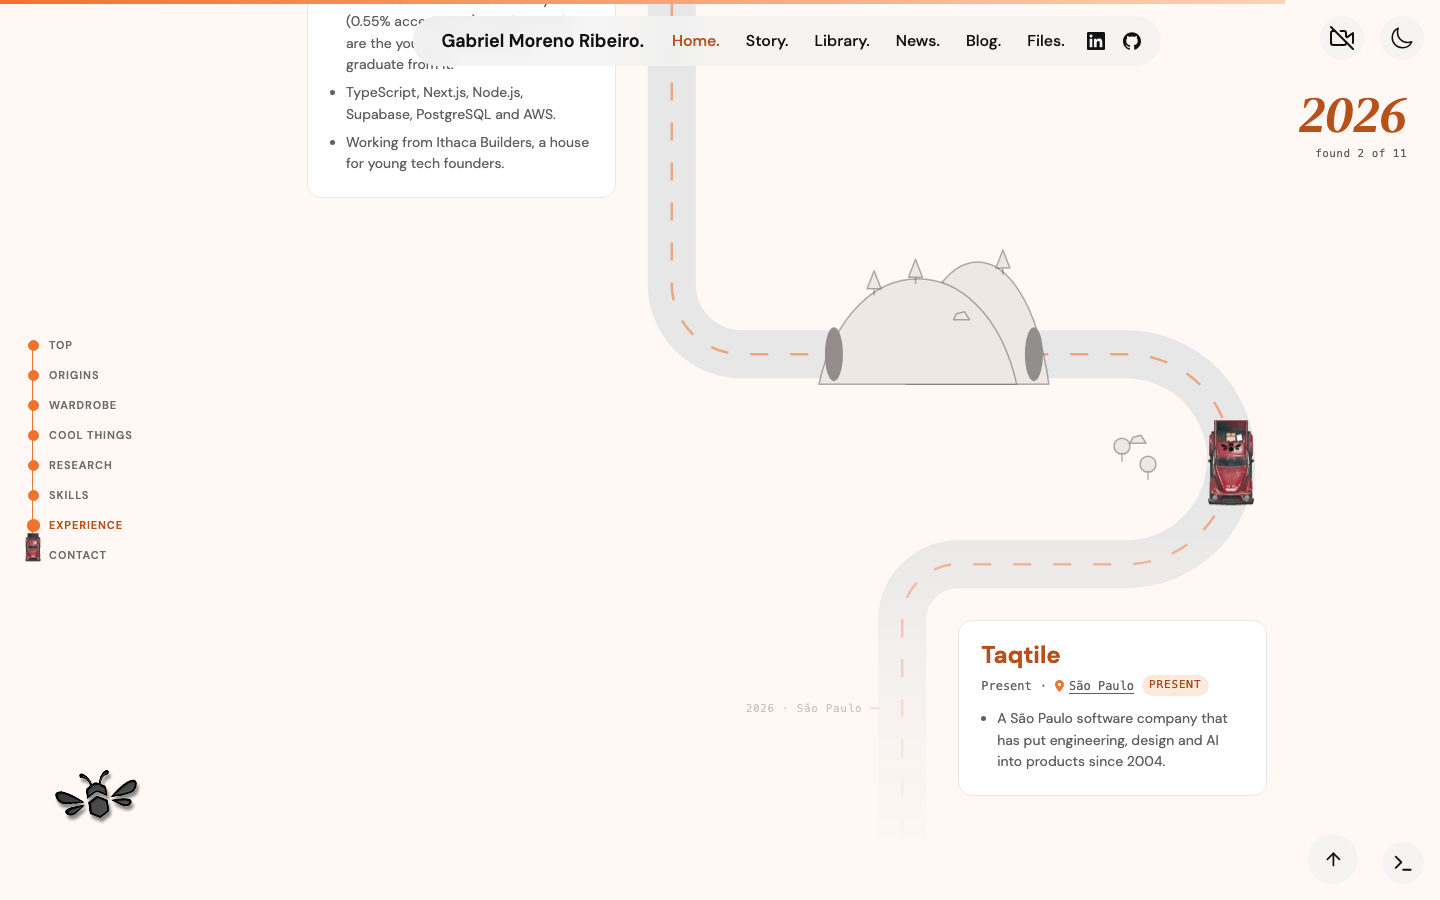 (0.55%
are the
graduate from it.
TypeScript, Next.js, Node.js,
Supabase, PostgreSQL and AWS.
Working from Ithaca Builders, a house
for young tech founders.
Gabriel Moreno Ribeiro.
Home.
Story.
Library.
News.
Blog.
Files.
2026
found 2 of 11
TOP
ORIGINS
WARDROBE
COOL THINGS
RESEARCH
SKILLS
EXPERIENCE
CONTACT
Taqtile
Present · São Paulo PRESENT
A São Paulo software company that
has put engineering, design and AI
into products since 2004.
2026 · São Paulo